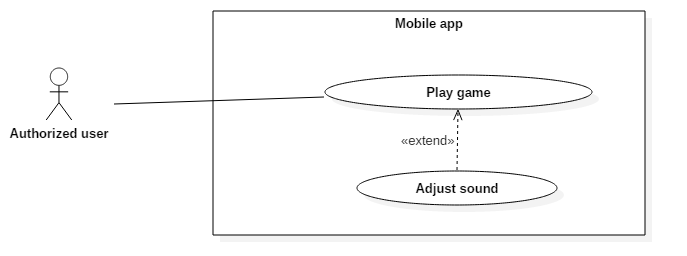 Mobile app
Authorized user
Play game
«extend»
Adjust sound